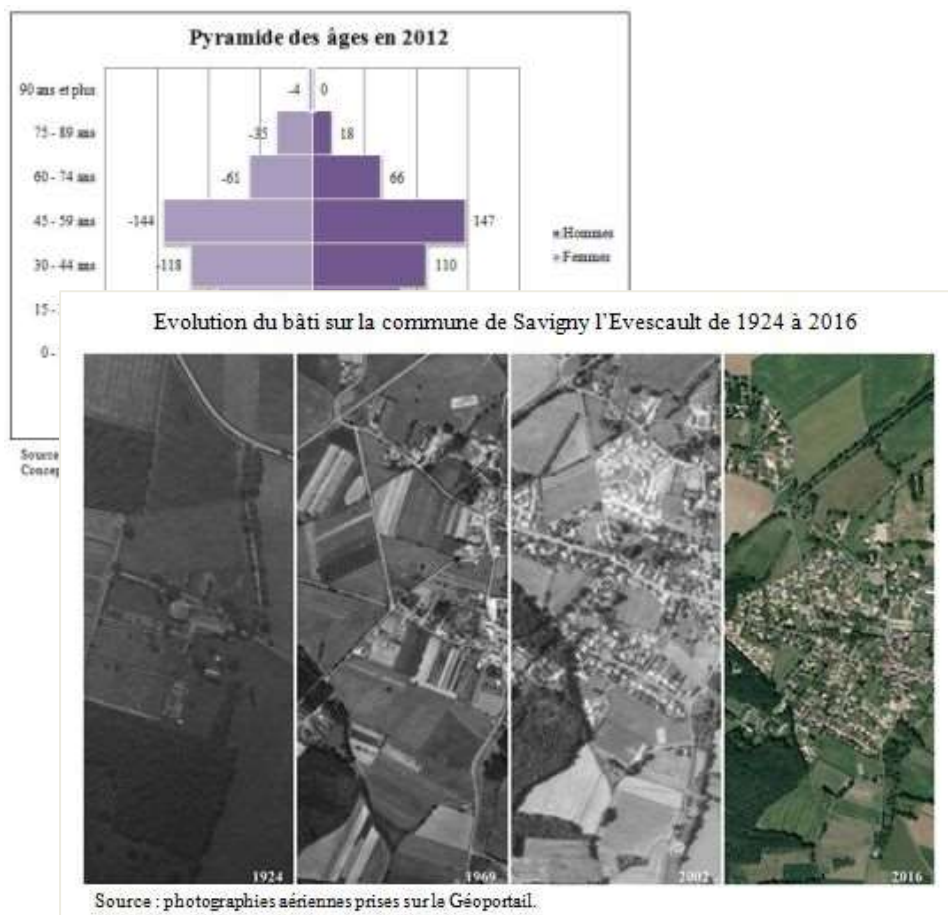 Pyramide des âges en 2012
90 ans et plus -4 0
75 - 89 ans -35 18
60 - 74 ans -61 66
45 - 59 ans -144 147
30 - 44 ans -118 110
Hommes
Femmes
15 -
0 -
Source
Concep
Evolution du bâti sur la commune de Savigny l'Evescault de 1924 à 2016
1924 1969 2002 2016
Source : photographies aériennes prises sur le Géoportail.